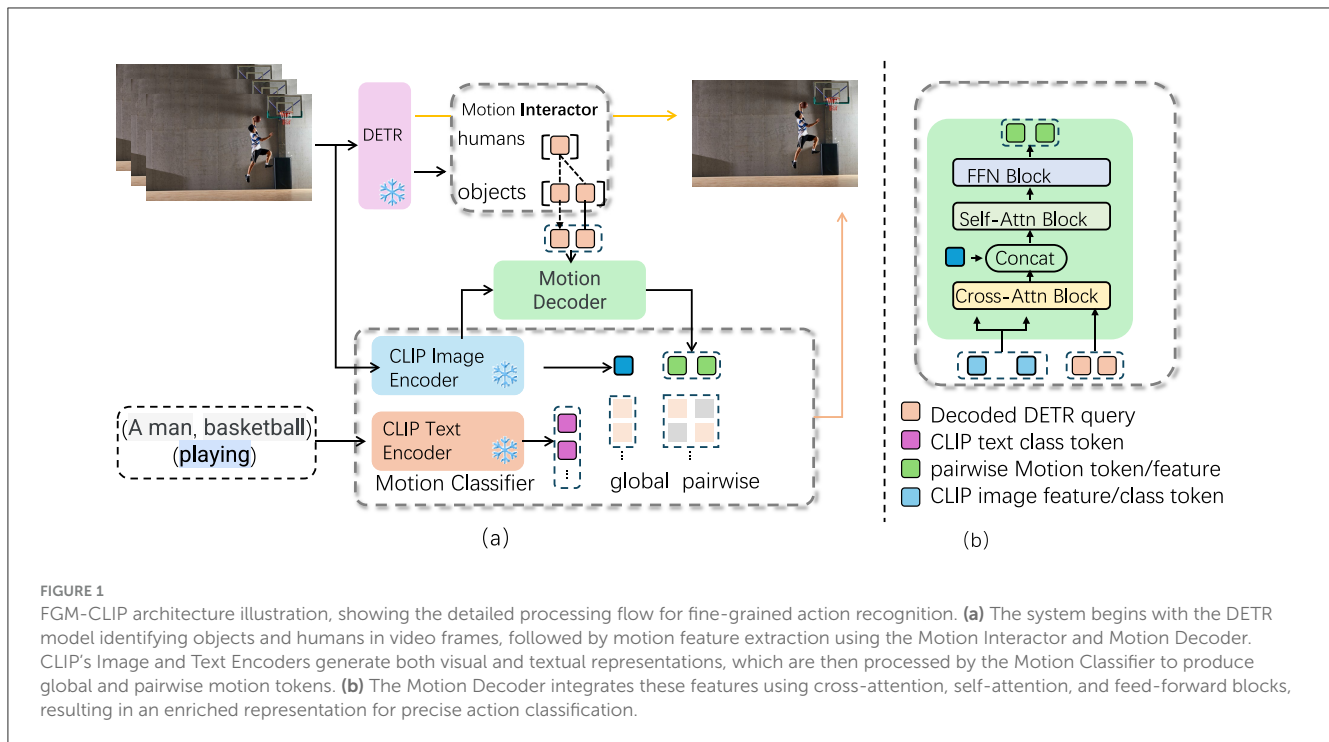 DETR
Motion Interactor
humans
objects
Motion
Decoder
CLIP Image
Encoder
(A man, basketball)
(playing)
CLIP Text
Encoder
Motion Classifier
global pairwise
(a)
FFN Block
Self-Attn Block
Concat
Cross-Attn Block
Decoded DETR query
CLIP text class token
pairwise Motion token/feature
CLIP image feature/class token
(b)
FIGURE 1
FGM-CLIP architecture illustration, showing the detailed processing flow for fine-grained action recognition. (a) The system begins with the DETR
model identifying objects and humans in video frames, followed by motion feature extraction using the Motion Interactor and Motion Decoder.
CLIP's Image and Text Encoders generate both visual and textual representations, which are then processed by the Motion Classifier to produce
global and pairwise motion tokens. (b) The Motion Decoder integrates these features using cross-attention, self-attention, and feed-forward blocks,
resulting in an enriched representation for precise action classification.